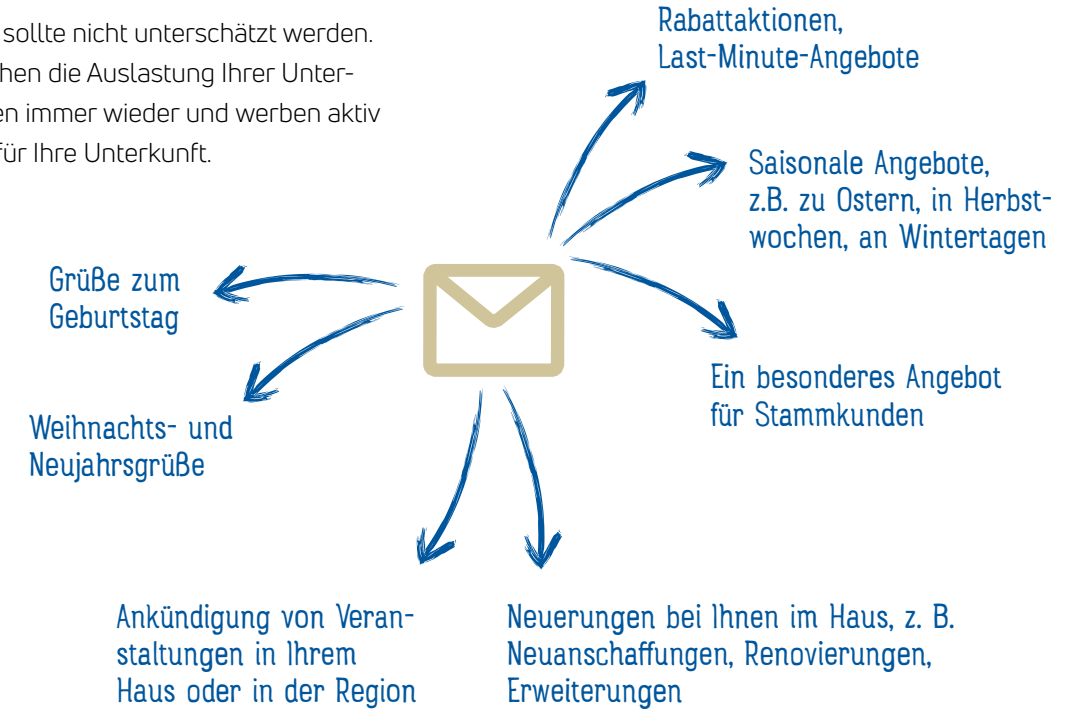 sollte nicht unterschätzt werden.
hen die Auslastung Ihrer Unter-
en immer wieder und werben aktiv
für Ihre Unterkunft.
Rabattaktionen,
Last-Minute-Angebote
Saisonale Angebote,
z.B. zu Ostern, in Herbst-
wochen, an Wintertagen
Grüße zum
Geburtstag
Ein besonderes Angebot
für Stammkunden
Weihnachts- und
Neujahrsgrüße
Ankündigung von Veran-
staltungen in Ihrem
Haus oder in der Region
Neuerungen bei Ihnen im Haus, z. B.
Neuanschaffungen, Renovierungen,
Erweiterungen